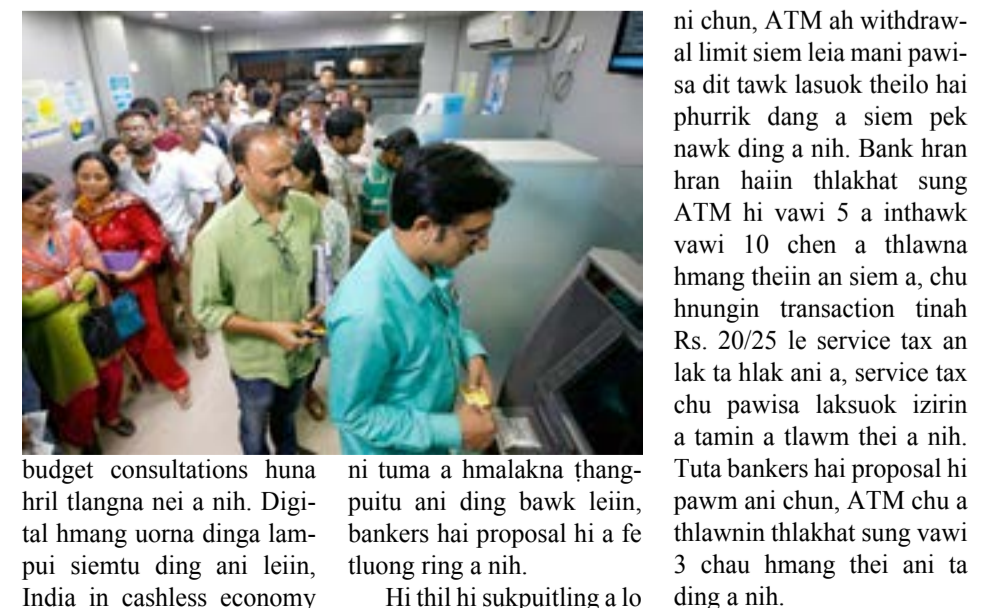 budget consultations huna
hril tlangna nei a nih. Digi-
tal hmang uorna dinga lam-
pui siemtu ding ani leiin,
India in cashless economy
ni tuma a hmalakna ṭhang-
puitu ani ding bawk leiin,
bankers hai proposal hi a fe
tluong ring a nih.
Hi thil hi sukpuitling a lo
ni chun, ATM ah withdraw-
al limit siem leia mani pawi-
sa dit tawk lasuok theilo hai
phurrik dang a siem pek
nawk ding a nih. Bank hran
hran haiin thlakhat sung
ATM hi vawi 5 a inthawk
vawi 10 chen a thlawna
hmang theiin an siem a, chu
hnungin transaction tinah
Rs. 20/25 le service tax an
lak ta hlak ani a, service tax
chu pawisa laksuok izirin
a tamin a tlawm thei a nih.
Tuta bankers hai proposal hi
pawm ani chun, ATM chu a
thlawnin thlakhat sung vawi
3 chau hmang thei ani ta
ding a nih.